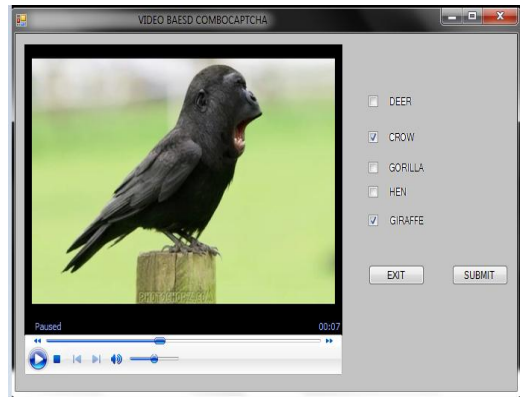 VIDEO BAESD COMBOCAPTCHA
DEER
CROW
GORILLA
HEN
GIRAFFE
EXIT
SUBMIT
Paused
00:07